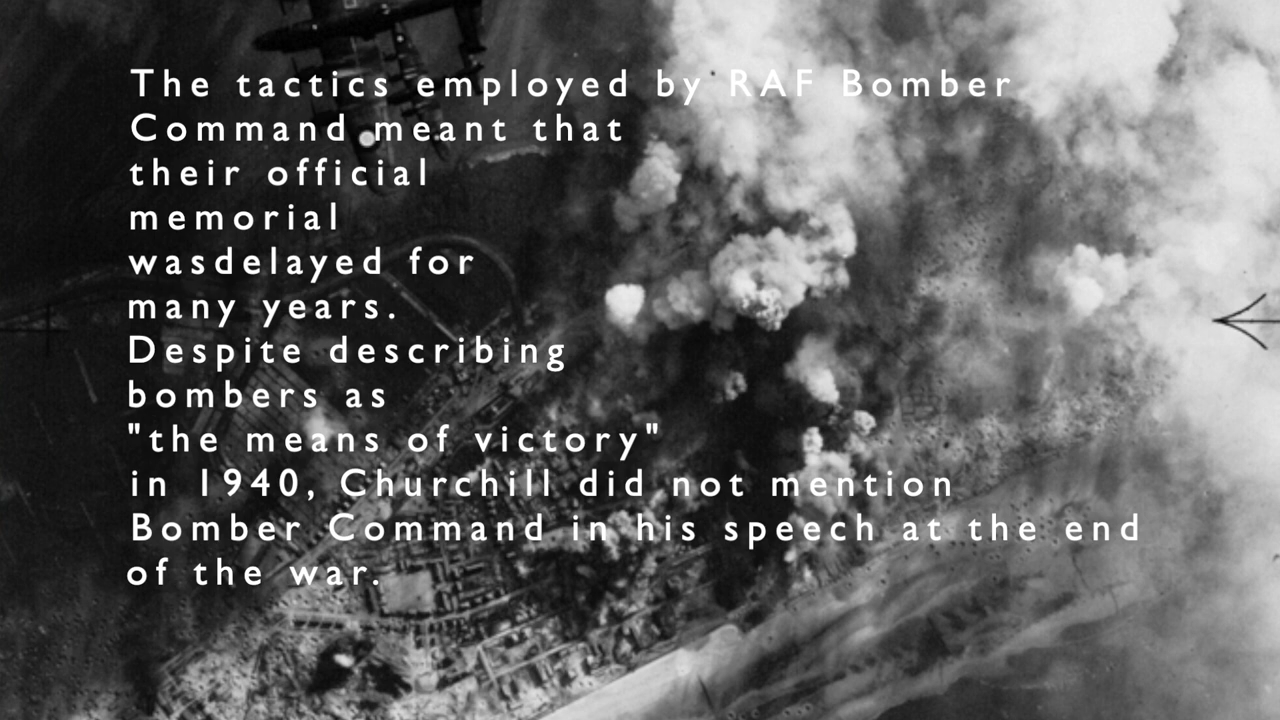 The tactics employed by RAF Bomber
Command meant that
their official
memorial
wasdelayed for
many years.
Despite describing
bombers as
"the means of victory"
in 1940, Churchill did not mention
Bomber Command in his speech at the end
of the war.